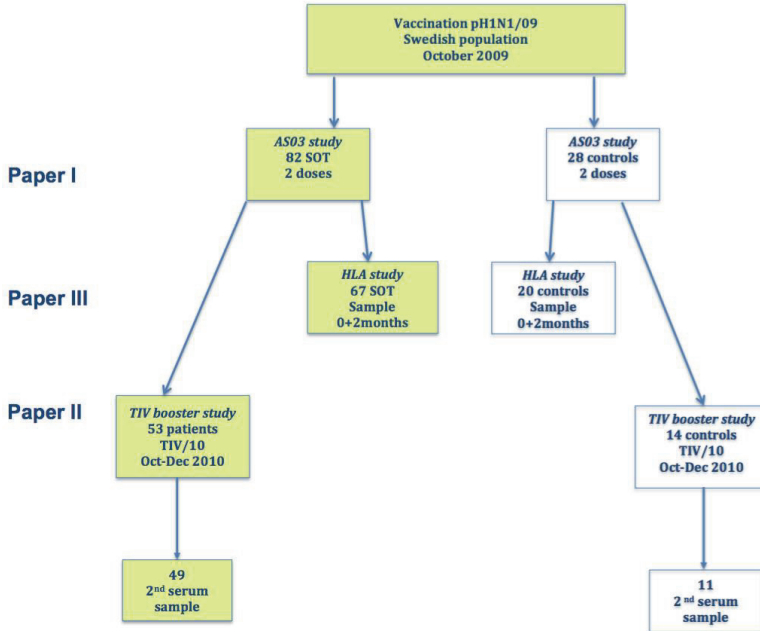 Vaccination pH1N1/09
Swedish population
October 2009
Paper I
AS03 study
82 SOT
2 doses
AS03 study
28 controls
2 doses
Paper III
HLA study
67 SOT
Sample
0+2months
HLA study
20 controls
Sample
0+2months
Paper II
TIV booster study
53 patients
TIV/10
Oct-Dec 2010
TIV booster study
14 controls
TIV/10
Oct-Dec 2010
49
2nd serum
sample
11
2nd serum
sample